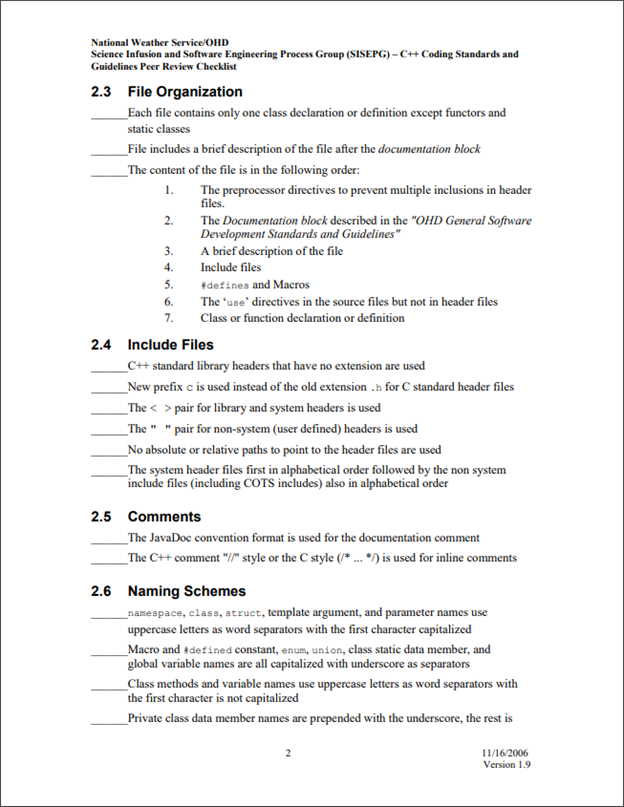 National Weather Service/OHD
Science Infusion and Software Engineering Process Group (SISEPG) – C++ Coding Standards and
Guidelines Peer Review Checklist
2.3 File Organization
______Each file contains only one class declaration or definition except functors and
static classes
______File includes a brief description of the file after the documentation block
______The content of the file is in the following order:
1. The preprocessor directives to prevent multiple inclusions in header
files.
2. The Documentation block described in the "OHD General Software
Development Standards and Guidelines"
3. A brief description of the file
4. Include files
5. #defines and Macros
6. The ‘use’ directives in the source files but not in header files
7. Class or function declaration or definition
2.4 Include Files
______C++ standard library headers that have no extension are used
______New prefix c is used instead of the old extension .h for C standard header files
______The < > pair for library and system headers is used
______The " " pair for non-system (user defined) headers is used
______No absolute or relative paths to point to the header files are used
______The system header files first in alphabetical order followed by the non system
include files (including COTS includes) also in alphabetical order
2.5 Comments
______The JavaDoc convention format is used for the documentation comment
______The C++ comment "//" style or the C style (/* ... */) is used for inline comments
2.6 Naming Schemes
______namespace, class, struct, template argument, and parameter names use
uppercase letters as word separators with the first character capitalized
______Macro and #defined constant, enum, union, class static data member, and
global variable names are all capitalized with underscore as separators
______Class methods and variable names use uppercase letters as word separators with
the first character is not capitalized
______Private class data member names are prepended with the underscore, the rest is
2 11/16/2006
Version 1.9